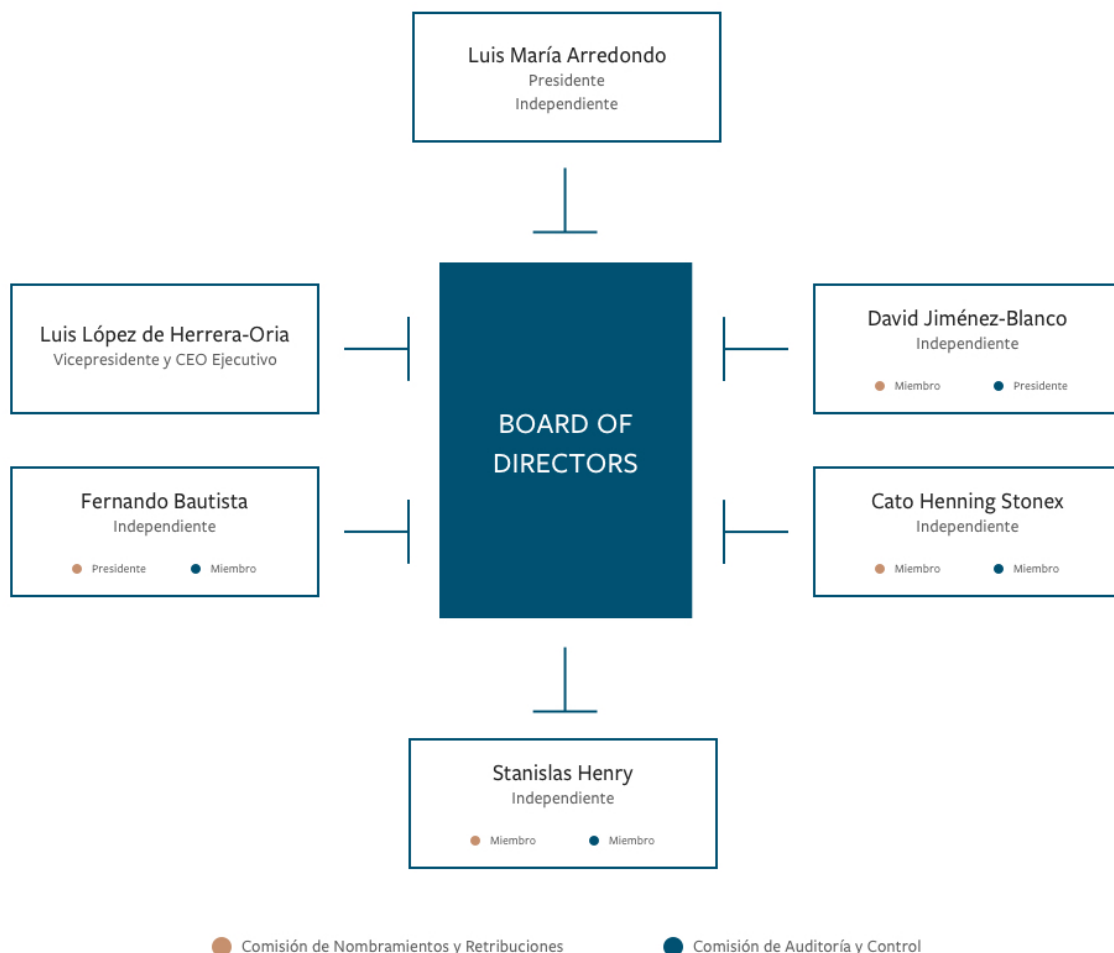 Luis María Arredondo
Presidente
Independiente
Luis López de Herrera-Oria
Vicepresidente y CEO Ejecutivo
David Jiménez-Blanco
Independiente
Miembro
Presidente
BOARD OF
DIRECTORS
Fernando Bautista
Independiente
Presidente
Miembro
Cato Henning Stonex
Independiente
Miembro
Miembro
Stanislas Henry
Independiente
Miembro
Miembro
Comisión de Nombramientos y Retribuciones
Comisión de Auditoría y Control